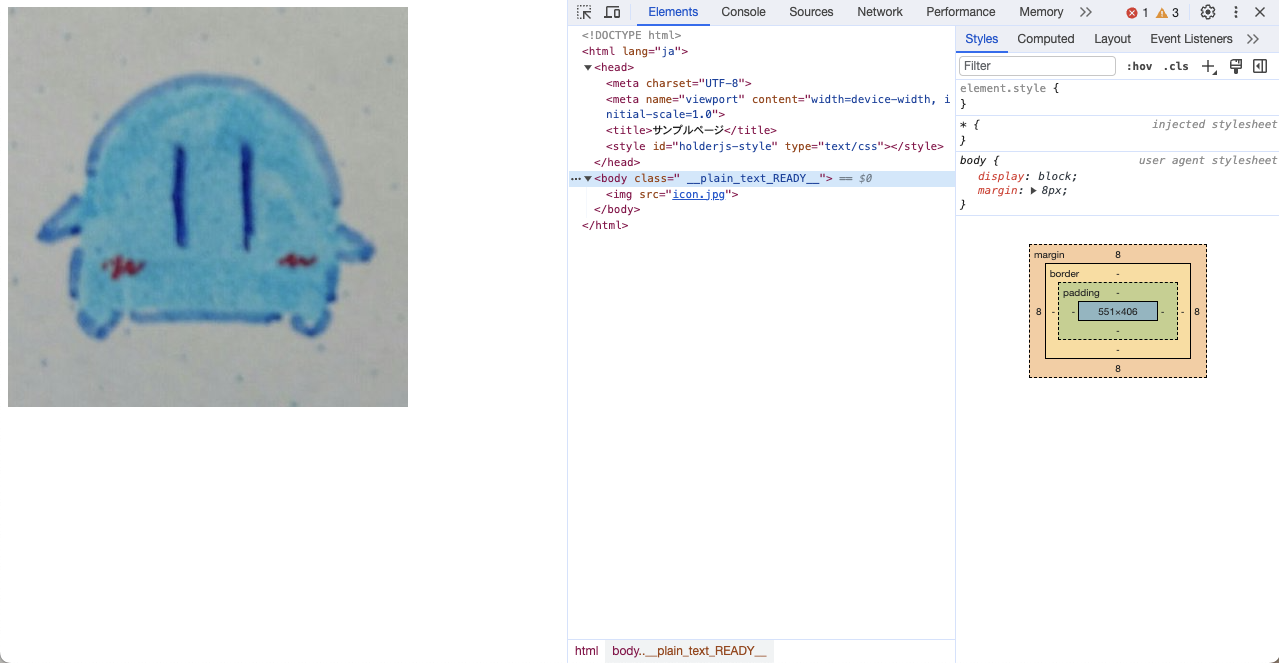 Elements Console Sources Network Performance Memory 1 3
<!DOCTYPE html>
<html lang="ja">
<head>
<meta charset="UTF-8">
<meta name="viewport" content="width=device-width, i
nitial-scale=1.0">
<title>サンプルページ</title>
<style id="holderjs-style" type="text/css"></style>
</head>
<body class=" __plain_text_READY__"> == $0
<img src="icon.jpg">
</body>
</html>
html body.__plain_text_READY__
Styles Computed Layout Event Listeners
Filter :hov .cls
element.style {
}
* { injected stylesheet
}
body { user agent stylesheet
display: block;
margin: 8px;
}
margin 8
border -
padding -
8 - - 551×406 - - 8
-
-
8